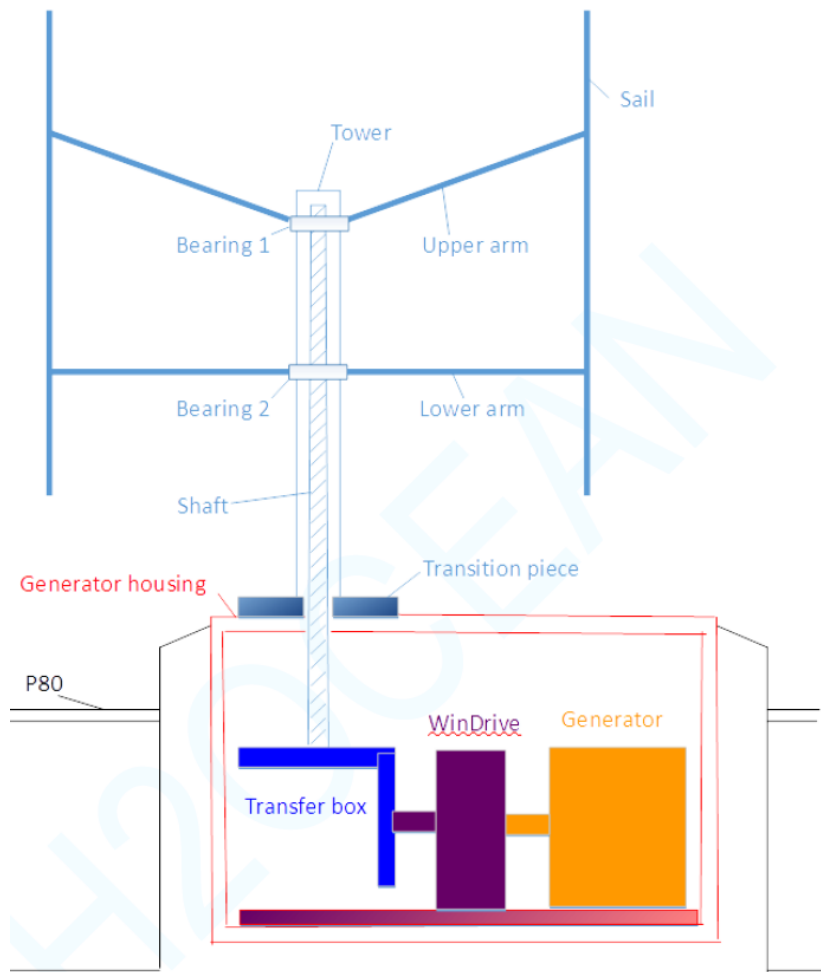 Sail
Tower
Bearing 1
Upper arm
Bearing 2
Lower arm
Shaft
Transition piece
Generator housing
P80
WinDrive
Generator
Transfer box
H2OCEAN